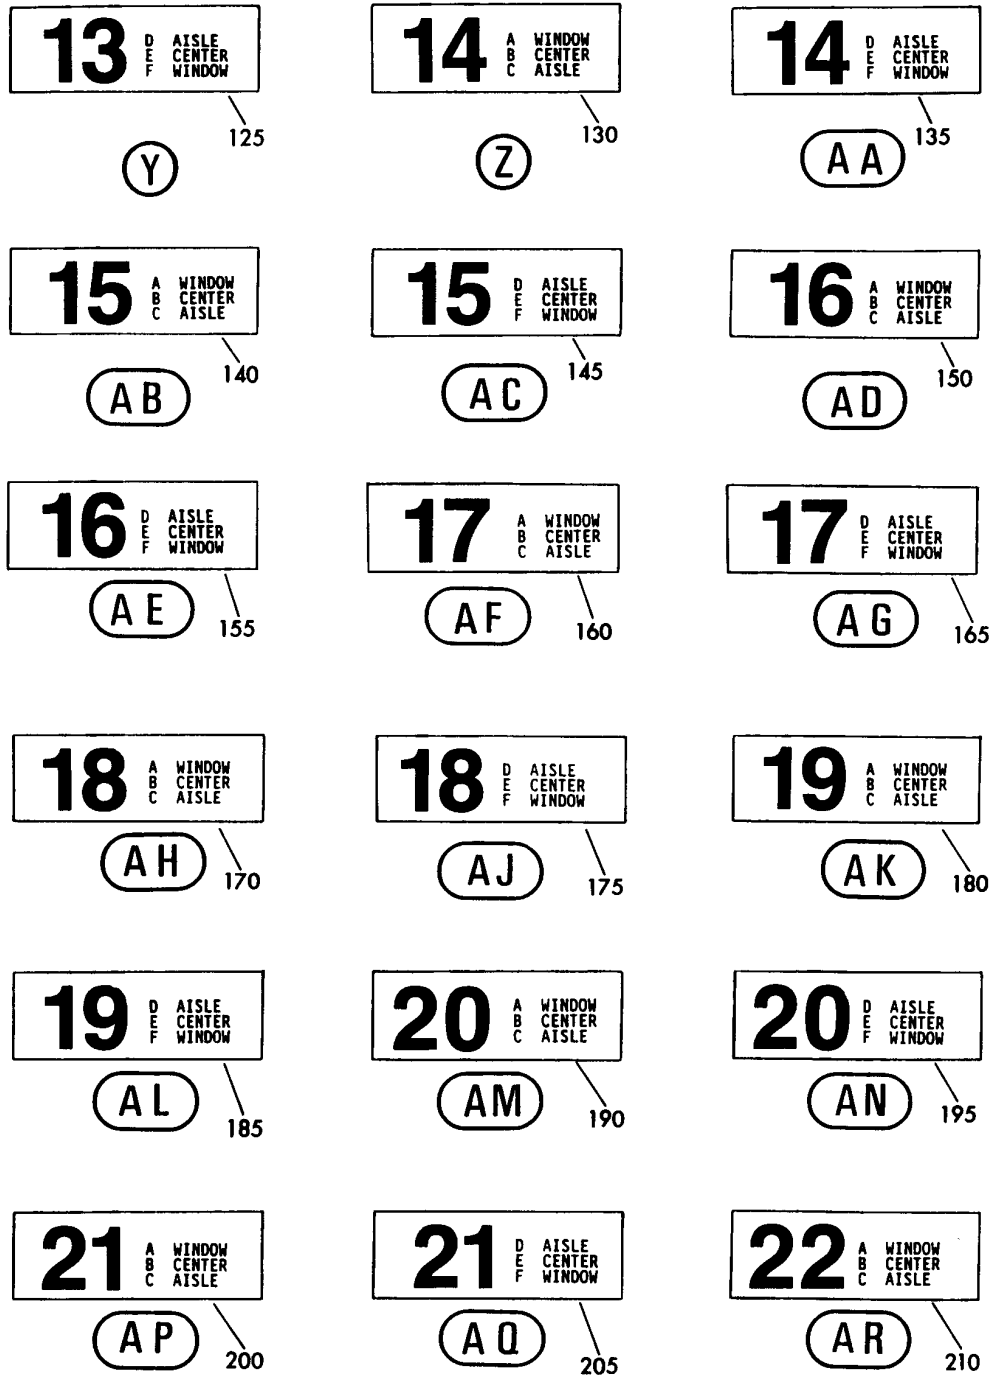 13
D AISLE
E CENTER
F WINDOW
125
Y
14
A WINDOW
B CENTER
C AISLE
130
Z
14
D AISLE
E CENTER
F WINDOW
135
AA
15
A WINDOW
B CENTER
C AISLE
140
AB
15
D AISLE
E CENTER
F WINDOW
145
AC
16
A WINDOW
B CENTER
C AISLE
150
AD
16
D AISLE
E CENTER
F WINDOW
155
AE
17
A WINDOW
B CENTER
C AISLE
160
AF
17
D AISLE
E CENTER
F WINDOW
165
AG
18
A WINDOW
B CENTER
C AISLE
170
AH
18
D AISLE
E CENTER
F WINDOW
175
AJ
19
A WINDOW
B CENTER
C AISLE
180
AK
19
D AISLE
E CENTER
F WINDOW
185
AL
20
A WINDOW
B CENTER
C AISLE
190
AM
20
D AISLE
E CENTER
F WINDOW
195
AN
21
A WINDOW
B CENTER
C AISLE
200
AP
21
D AISLE
E CENTER
F WINDOW
205
AQ
22
A WINDOW
B CENTER
C AISLE
210
AR